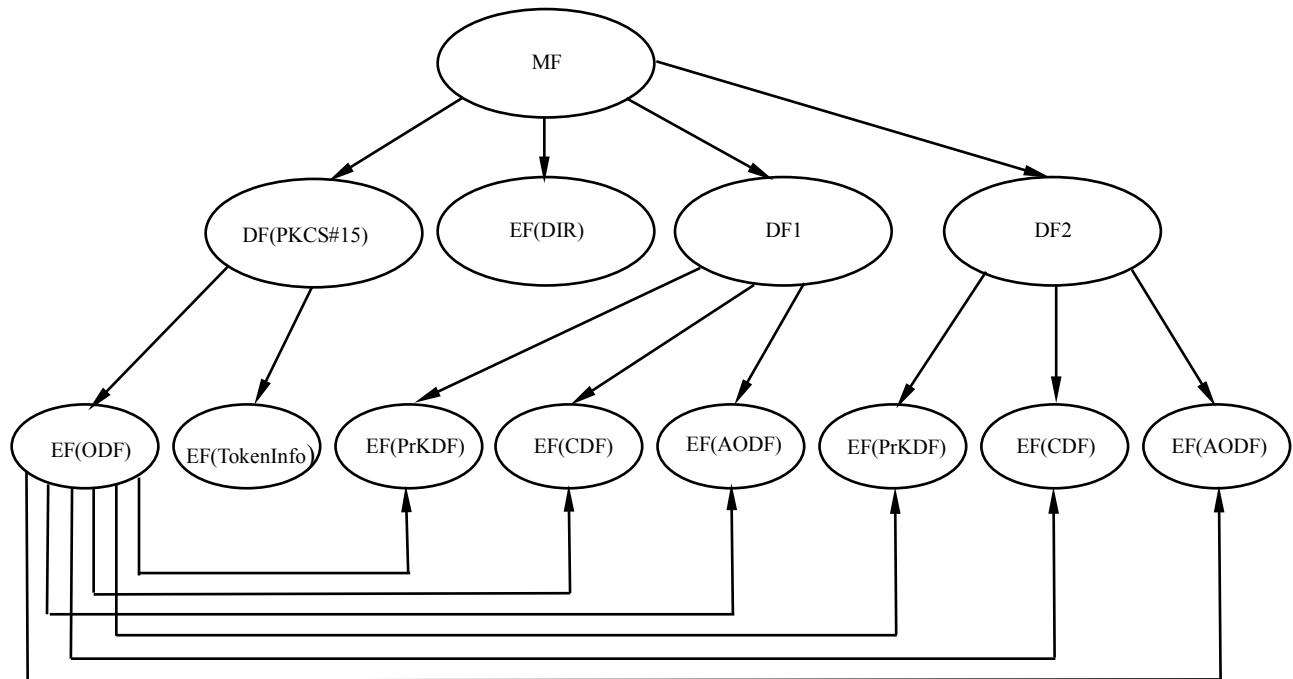 MF
DF(PKCS#15)
EF(DIR)
DF1
DF2
EF(ODF)
EF(TokenInfo)
EF(PrKDF)
EF(CDF)
EF(AODF)
EF(PrKDF)
EF(CDF)
EF(AODF)